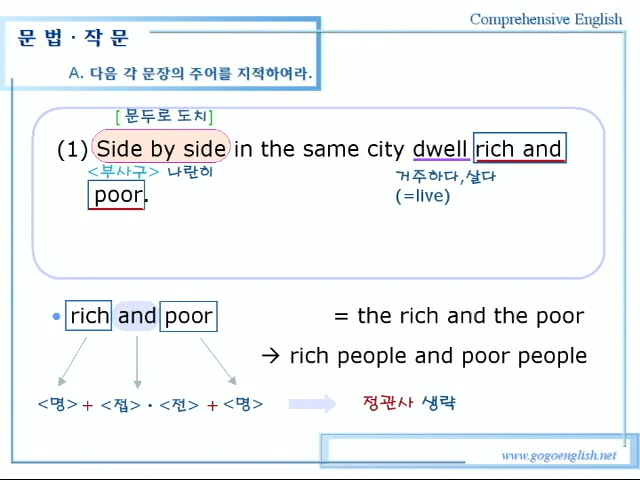 Comprehensive English
문 법 · 작 문
A. 다음 각 문장의 주어를 지적하여라.
[ 문두로 도치]
(1) Side by side in the same city dwell rich and
<부사구> 나란히 거주하다,살다
poor. (=live)
• rich and poor = the rich and the poor
→ rich people and poor people
<명> + <접> · <전> + <명> 정관사 생략
www.gogoenglish.net